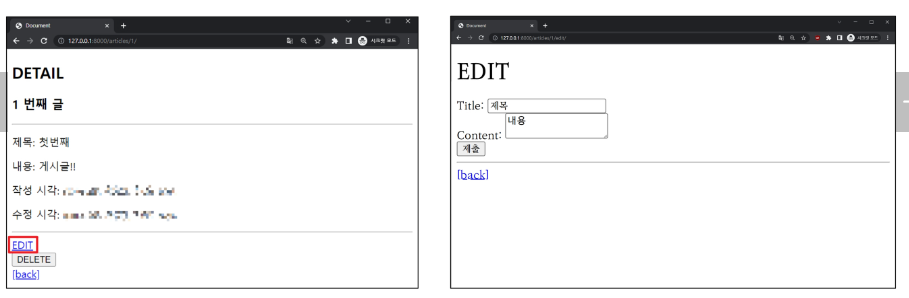 Document
127.0.0.1:8000/articles/1/
시크릿 모드
DETAIL
1 번째 글
제목: 첫번째
내용: 게시글!!
작성 시각:
수정 시각:
EDIT
DELETE
[back]
Document
127.0.0.1:8000/articles/1/edit/
시크릿 모드
EDIT
Title: 제목
내용
Content:
제출
[back]